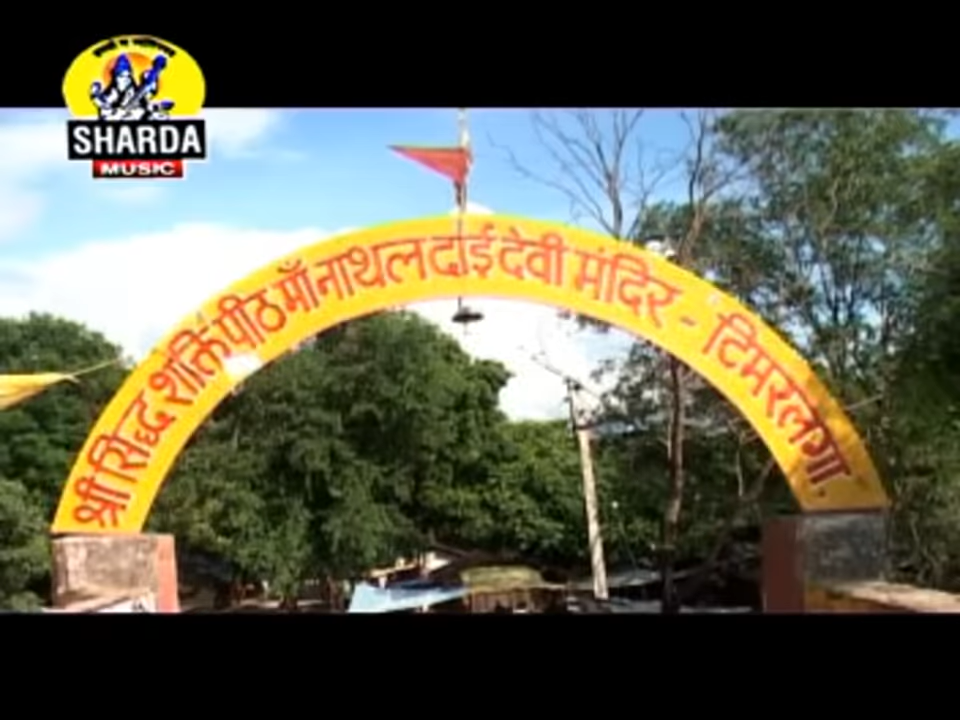 SHARDA
MUSIC
श्री सिद्ध शक्ति पीठ माँ नाथल दाई देवी मंदिर - टिमरलगा,